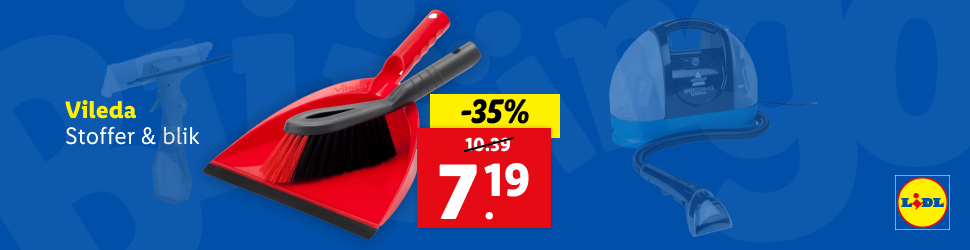 Vileda
Stoffer & blik
-35%
10.39
7.19
LIDL